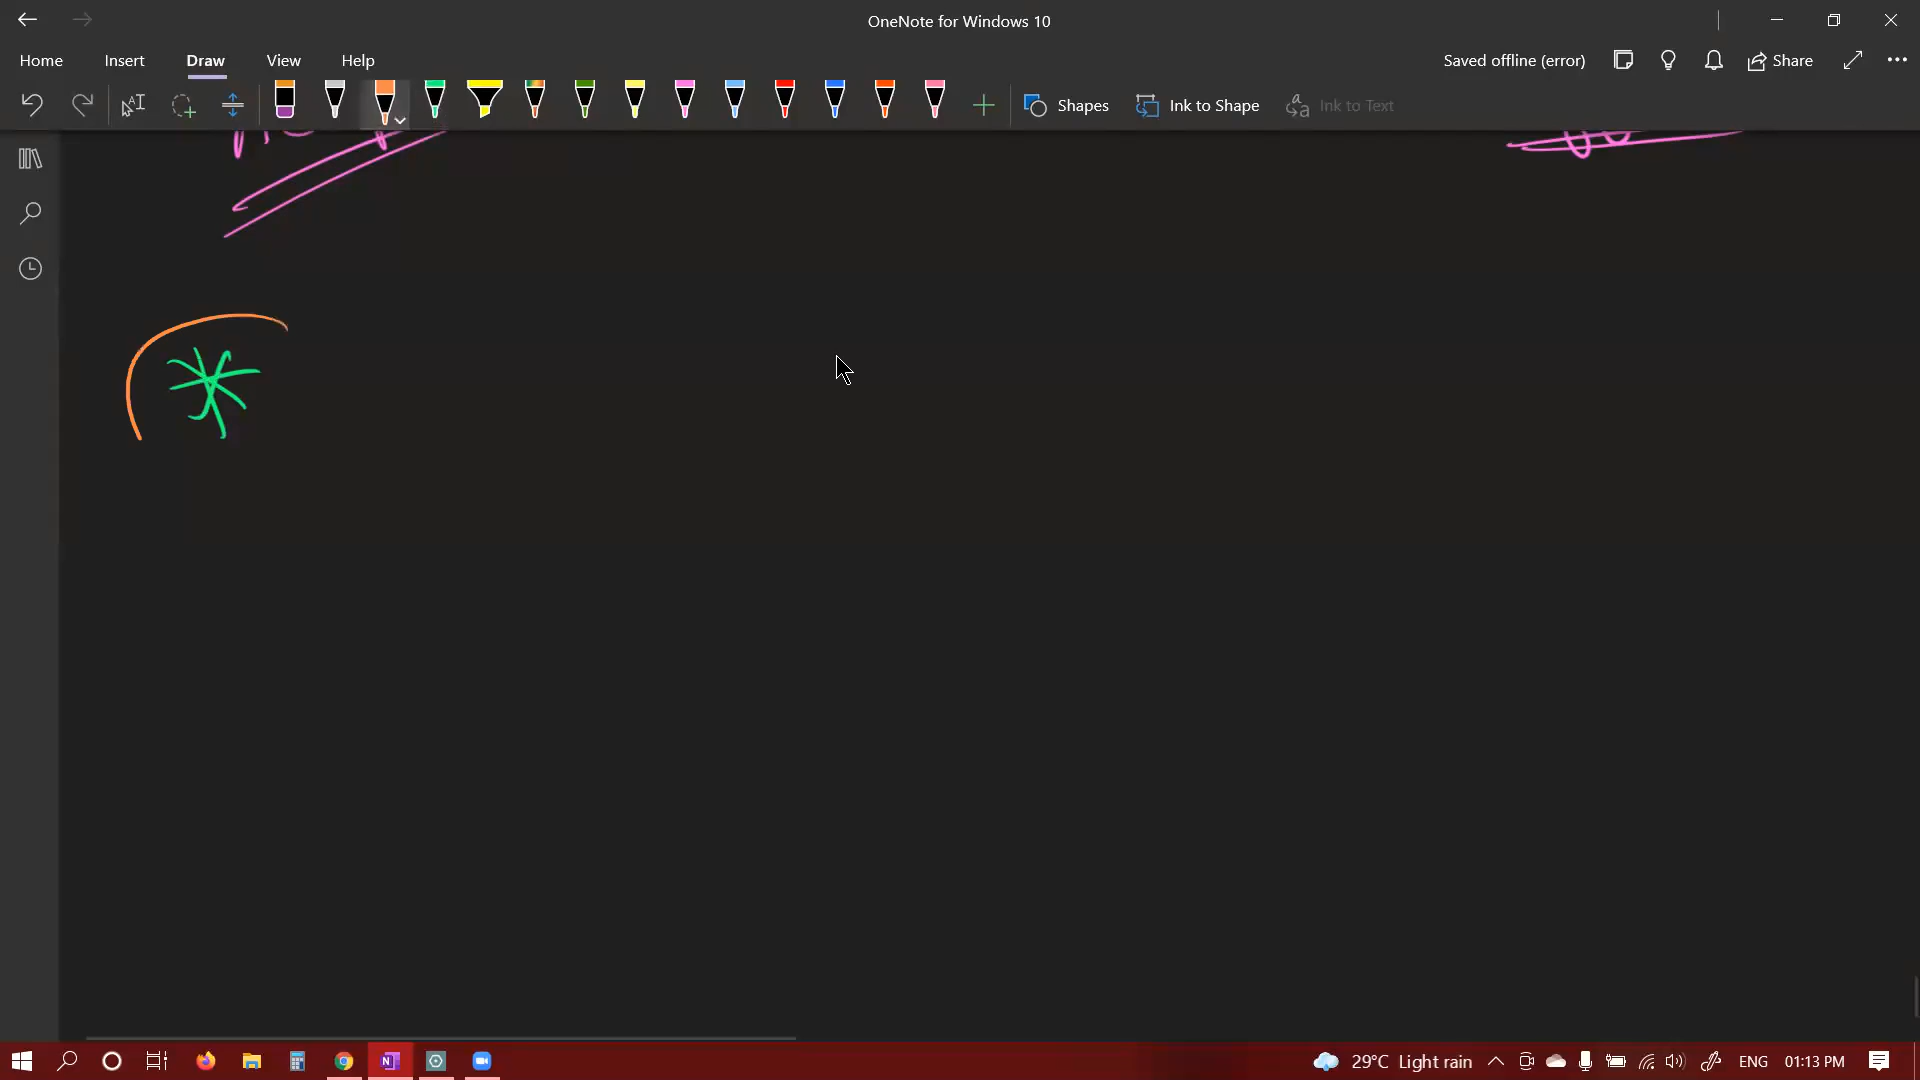 OneNote for Windows 10
Home Insert Draw View Help Saved offline (error) Share
Shapes Ink to Shape Ink to Text
29°C Light rain ENG 01:13 PM